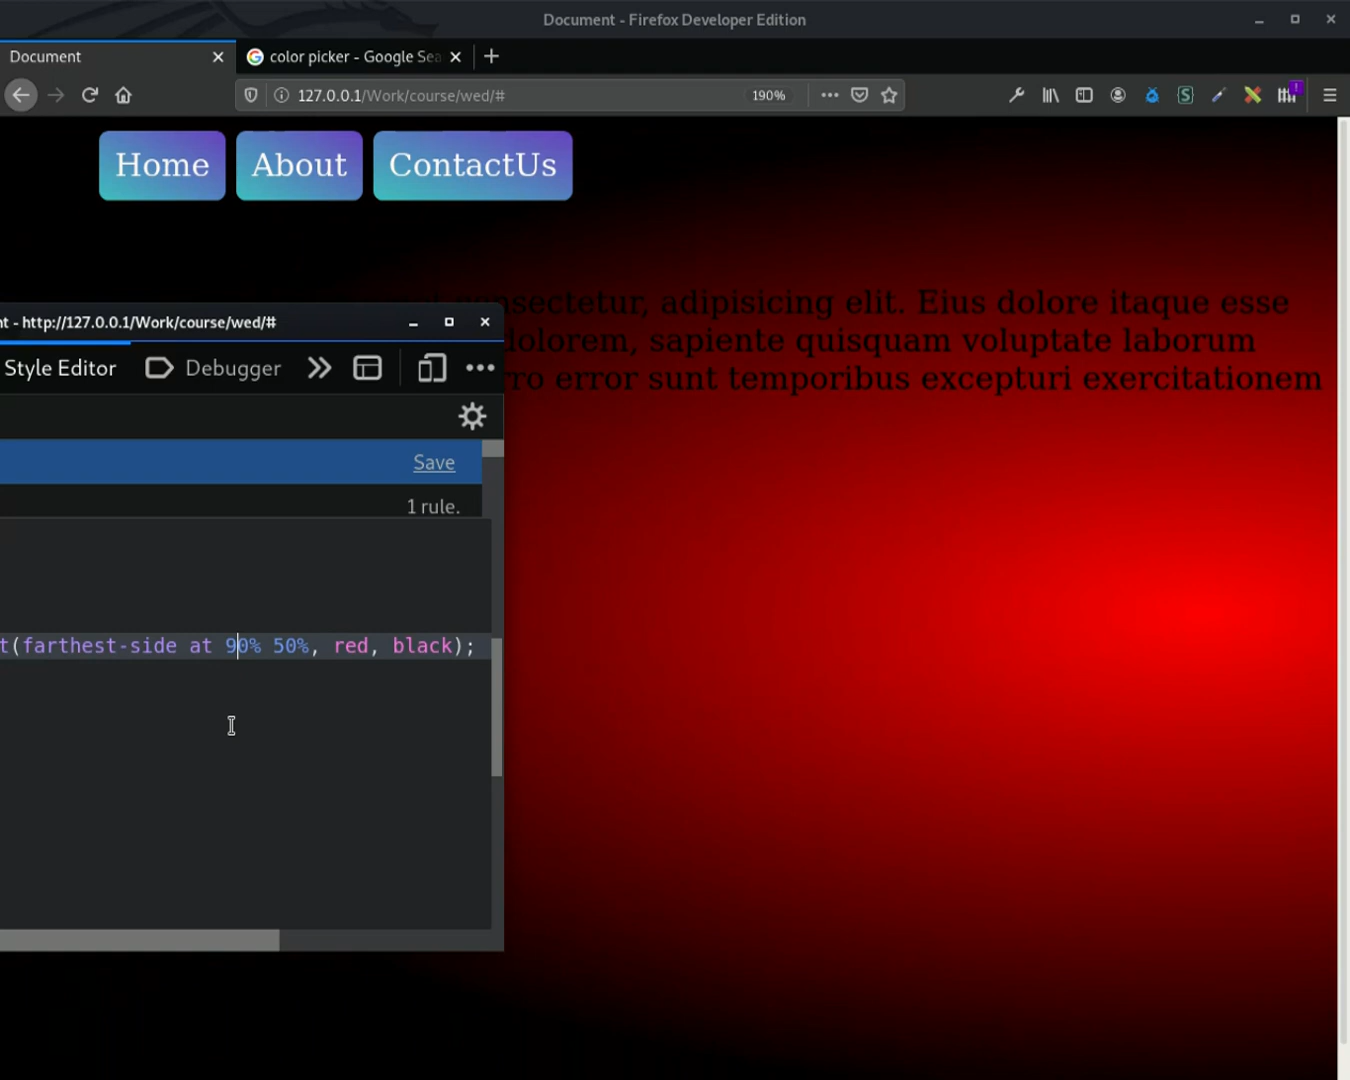 Document - Firefox Developer Edition
Document
color picker - Google Sea
127.0.0.1/Work/course/wed/#
190%
Home
About
ContactUs
nsectetur, adipisicing elit. Eius dolore itaque esse
dolorem, sapiente quisquam voluptate laborum
rro error sunt temporibus excepturi exercitationem
nt - http://127.0.0.1/Work/course/wed/#
Style Editor
Debugger
Save
1 rule.
t(farthest-side at 90% 50%, red, black);